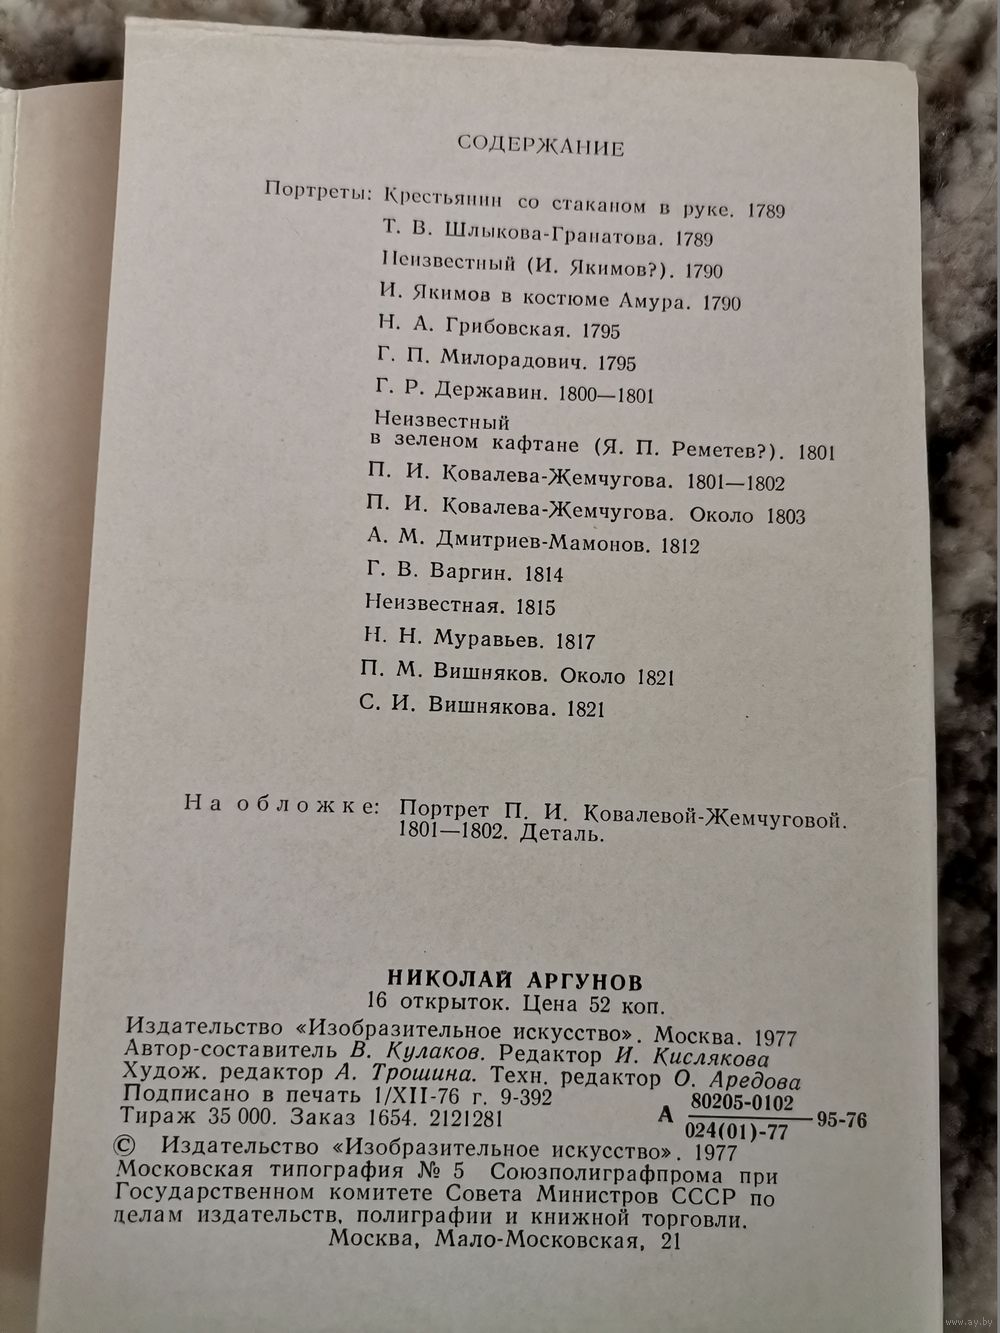 СОДЕРЖАНИЕ
Портреты: Крестьянин со стаканом в руке. 1789
Т. В. Шлыкова-Гранатова. 1789
Неизвестный (И. Якимов?). 1790
И. Якимов в костюме Амура. 1790
Н. А. Грибовская. 1795
Г. П. Милорадович. 1795
Г. Р. Державин. 1800—1801
Неизвестный
в зеленом кафтане (Я. П. Реметев?). 1801
П. И. Ковалева-Жемчугова. 1801—1802
П. И. Ковалева-Жемчугова. Около 1803
А. М. Дмитриев-Мамонов. 1812
Г. В. Варгин. 1814
Неизвестная. 1815
Н. Н. Муравьев. 1817
П. М. Вишняков. Около 1821
С. И. Вишнякова. 1821
На обложке: Портрет П. И. Ковалевой-Жемчуговой.
1801—1802. Деталь.
НИКОЛАЙ АРГУНОВ
16 открыток. Цена 52 коп.
Издательство «Изобразительное искусство». Москва. 1977
Автор-составитель В. Кулаков. Редактор И. Кислякова
Худож. редактор А. Трошина. Техн. редактор О. Аредова
Подписано в печать 1/XII-76 г. 9-392
Тираж 35 000. Заказ 1654. 2121281
А 80205-0102
024(01)-77 95-76
© Издательство «Изобразительное искусство». 1977
Московская типография № 5 Союзполиграфпрома при
Государственном комитете Совета Министров СССР по
делам издательств, полиграфии и книжной торговли.
Москва, Мало-Московская, 21
www.ay.by